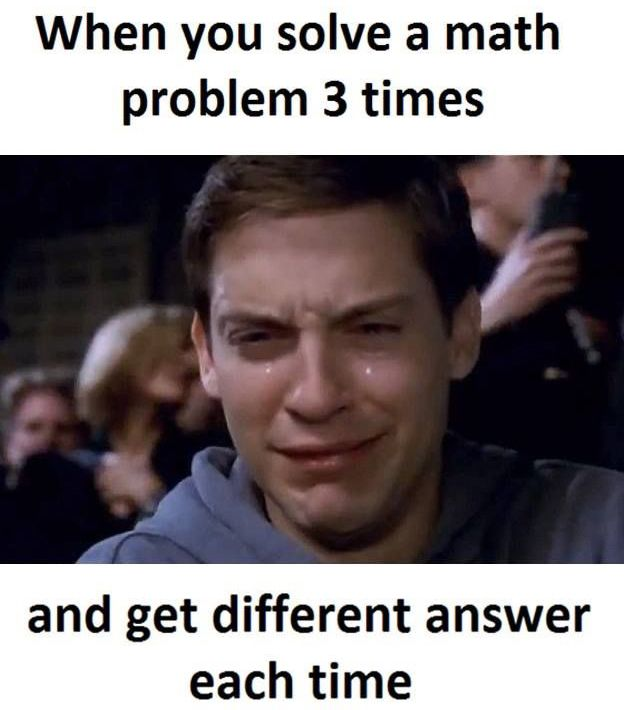 When you solve a math
problem 3 times
and get different answer
each time